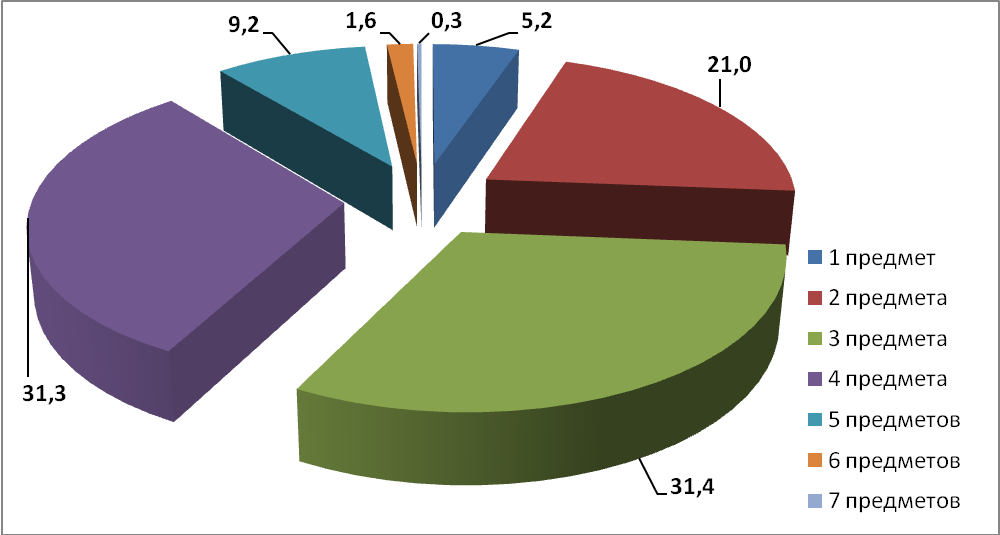 1,6
0,3
5,2
9,2
21,0
31,3
31,4
1 предмет
2 предмета
3 предмета
4 предмета
5 предметов
6 предметов
7 предметов